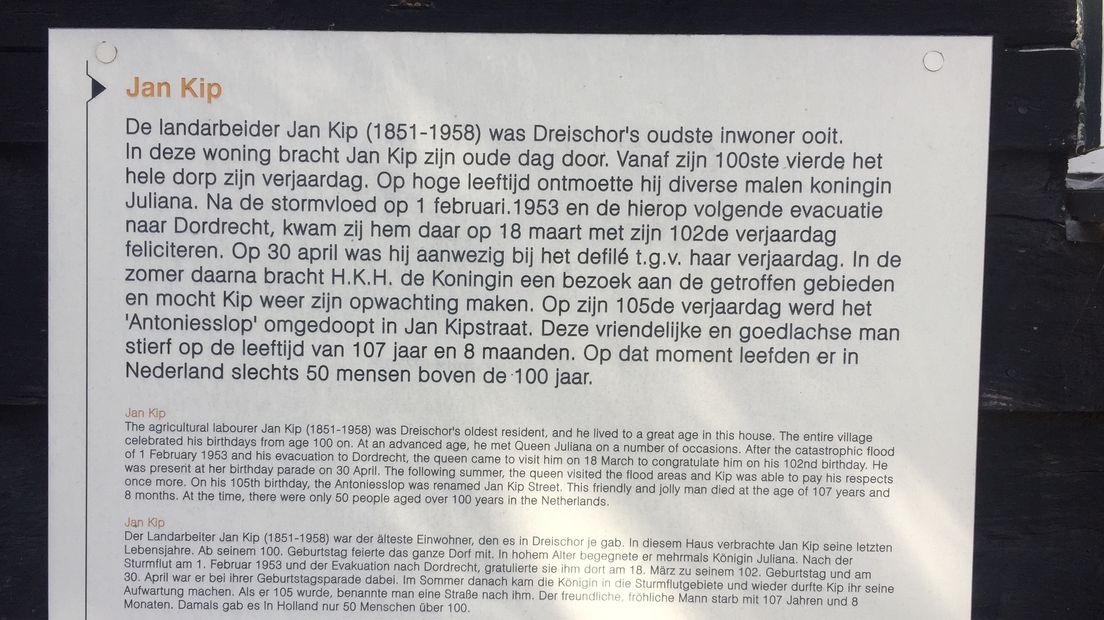 Jan Kip
De landarbeider Jan Kip (1851-1958) was Dreischor's oudste inwoner ooit.
In deze woning bracht Jan Kip zijn oude dag door. Vanaf zijn 100ste vierde het
hele dorp zijn verjaardag. Op hoge leeftijd ontmoette hij diverse malen koningin
Juliana. Na de stormvloed op 1 februari.1953 en de hierop volgende evacuatie
naar Dordrecht, kwam zij hem daar op 18 maart met zijn 102de verjaardag
feliciteren. Op 30 april was hij aanwezig bij het defilé t.g.v. haar verjaardag. In de
zomer daarna bracht H.K.H. de Koningin een bezoek aan de getroffen gebieden
en mocht Kip weer zijn opwachting maken. Op zijn 105de verjaardag werd het
'Antoniesslop' omgedoopt in Jan Kipstraat. Deze vriendelijke en goedlachse man
stierf op de leeftijd van 107 jaar en 8 maanden. Op dat moment leefden er in
Nederland slechts 50 mensen boven de 100 jaar.
Jan Kip
The agricultural labourer Jan Kip (1851-1958) was Dreischor's oldest resident, and he lived to a great age in this house. The entire village
celebrated his birthdays from age 100 on. At an advanced age, he met Queen Juliana on a number of occasions. After the catastrophic flood
of 1 February 1953 and his evacuation to Dordrecht, the queen came to visit him on 18 March to congratulate him on his 102nd birthday. He
was present at her birthday parade on 30 April. The following summer, the queen visited the flood areas and Kip was able to pay his respects
once more. On his 105th birthday, the Antoniesslop was renamed Jan Kip Street. This friendly and jolly man died at the age of 107 years and
8 months. At the time, there were only 50 people aged over 100 years in the Netherlands.
Jan Kip
Der Landarbeiter Jan Kip (1851-1958) war der älteste Einwohner, den es in Dreischor je gab. In diesem Haus verbrachte Jan Kip seine letzten
Lebensjahre. Ab seinem 100. Geburtstag feierte das ganze Dorf mit. In hohem Alter begegnete er mehrmals Königin Juliana. Nach der
Sturmflut am 1. Februar 1953 und der Evakuation nach Dordrecht, gratulierte sie ihm dort am 18. März zu seinem 102. Geburtstag und am
30. April war er bei ihrer Geburtstagsparade dabei. Im Sommer danach kam die Königin in die Sturmflutgebiete und wieder durfte Kip ihr seine
Aufwartung machen. Als er 105 wurde, benannte man eine Straße nach ihm. Der freundliche, fröhliche Mann starb mit 107 Jahren und 8
Monaten. Damals gab es In Holland nur 50 Menschen über 100.